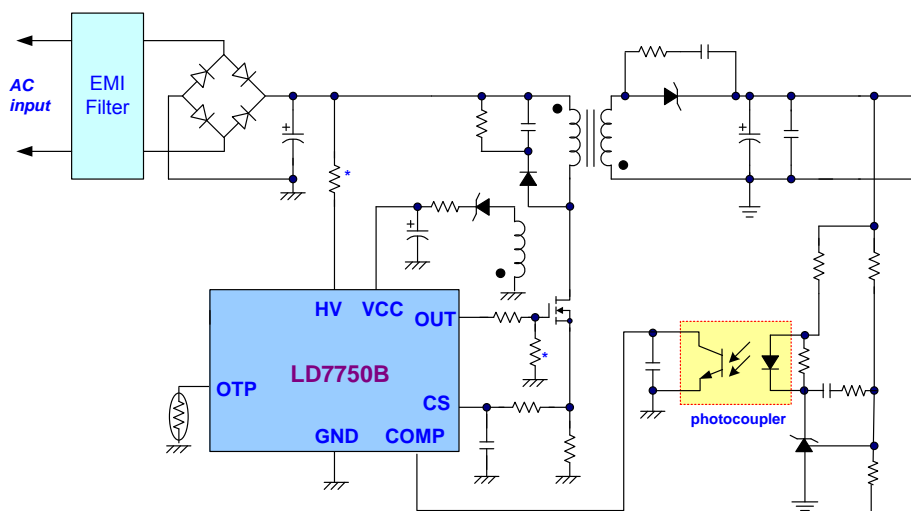 AC
input
EMI
Filter
+
+
*
+
HV
VCC
OUT
LD7750B
*
OTP
CS
GND
COMP
photocoupler